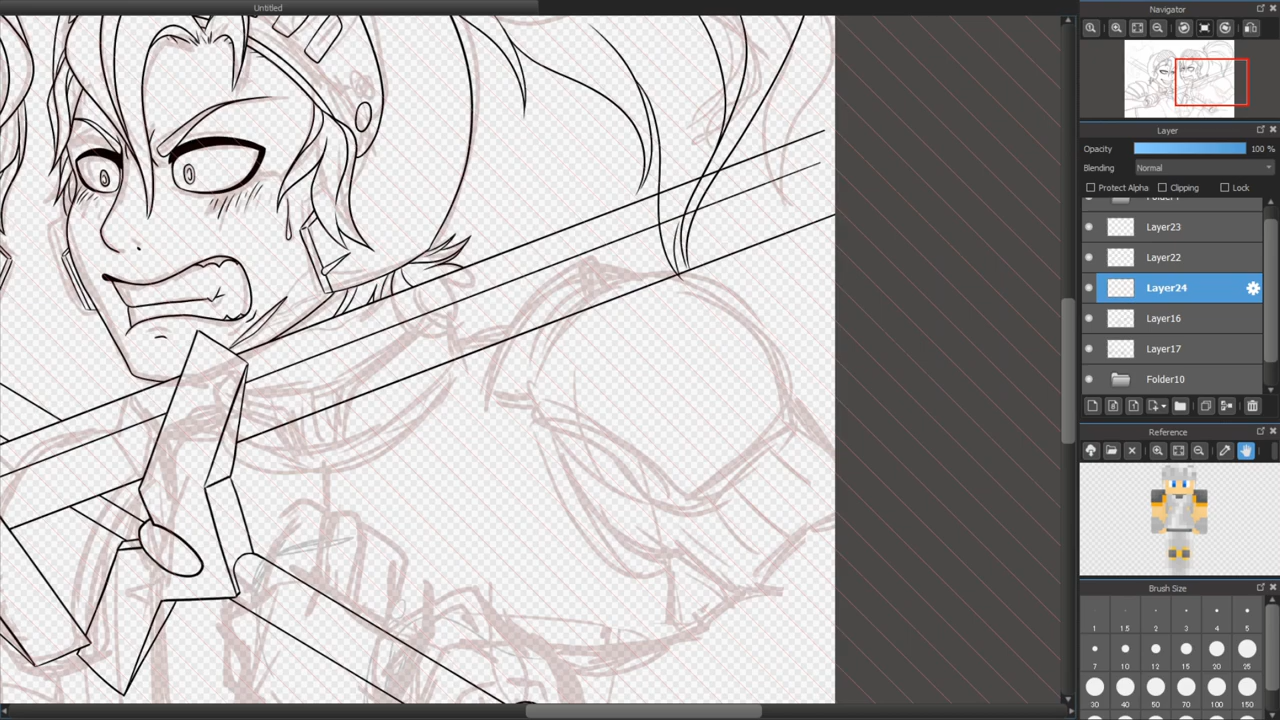 Untitled
Navigator
Layer
Opacity 100 %
Blending Normal
Protect Alpha Clipping Lock
Layer23
Layer22
Layer24
Layer16
Layer17
Folder10
Reference
Brush Size
1 1.5 2 3 4 5
7 10 12 15 20 25
30 40 50 70 100 150